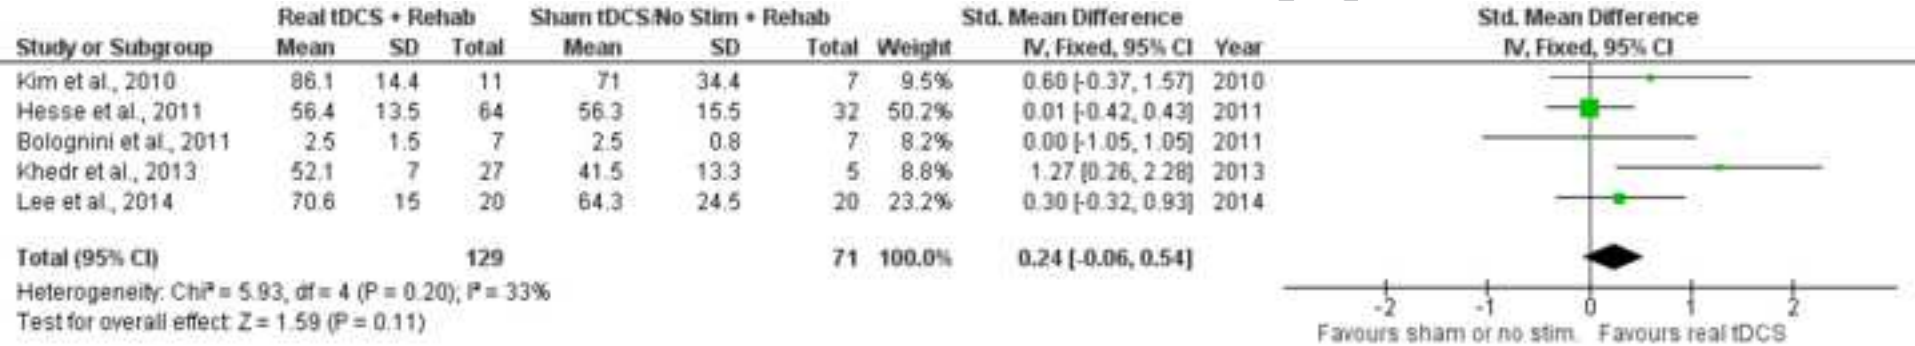 Real tDCS + Rehab Sham tDCS/No Stim + Rehab Std. Mean Difference Std. Mean Difference
Study or Subgroup Mean SD Total Mean SD Total Weight IV, Fixed, 95% CI Year IV, Fixed, 95% CI
Kim et al., 2010 86.1 14.4 11 71 34.4 7 9.5% 0.60 [-0.37, 1.57] 2010
Hesse et al., 2011 56.4 13.5 64 56.3 15.5 32 50.2% 0.01 [-0.42, 0.43] 2011
Bolognini et al., 2011 2.5 1.5 7 2.5 0.8 7 8.2% 0.00 [-1.05, 1.05] 2011
Khedr et al., 2013 52.1 7 27 41.5 13.3 5 8.8% 1.27 [0.26, 2.28] 2013
Lee et al., 2014 70.6 15 20 64.3 24.5 20 23.2% 0.30 [-0.32, 0.93] 2014
Total (95% CI) 129 71 100.0% 0.24 [-0.06, 0.54]
Heterogeneity: Chi² = 5.93, df = 4 (P = 0.20); I² = 33%
Test for overall effect: Z = 1.59 (P = 0.11)
-2 -1 0 1 2
Favours sham or no stim. Favours real tDCS